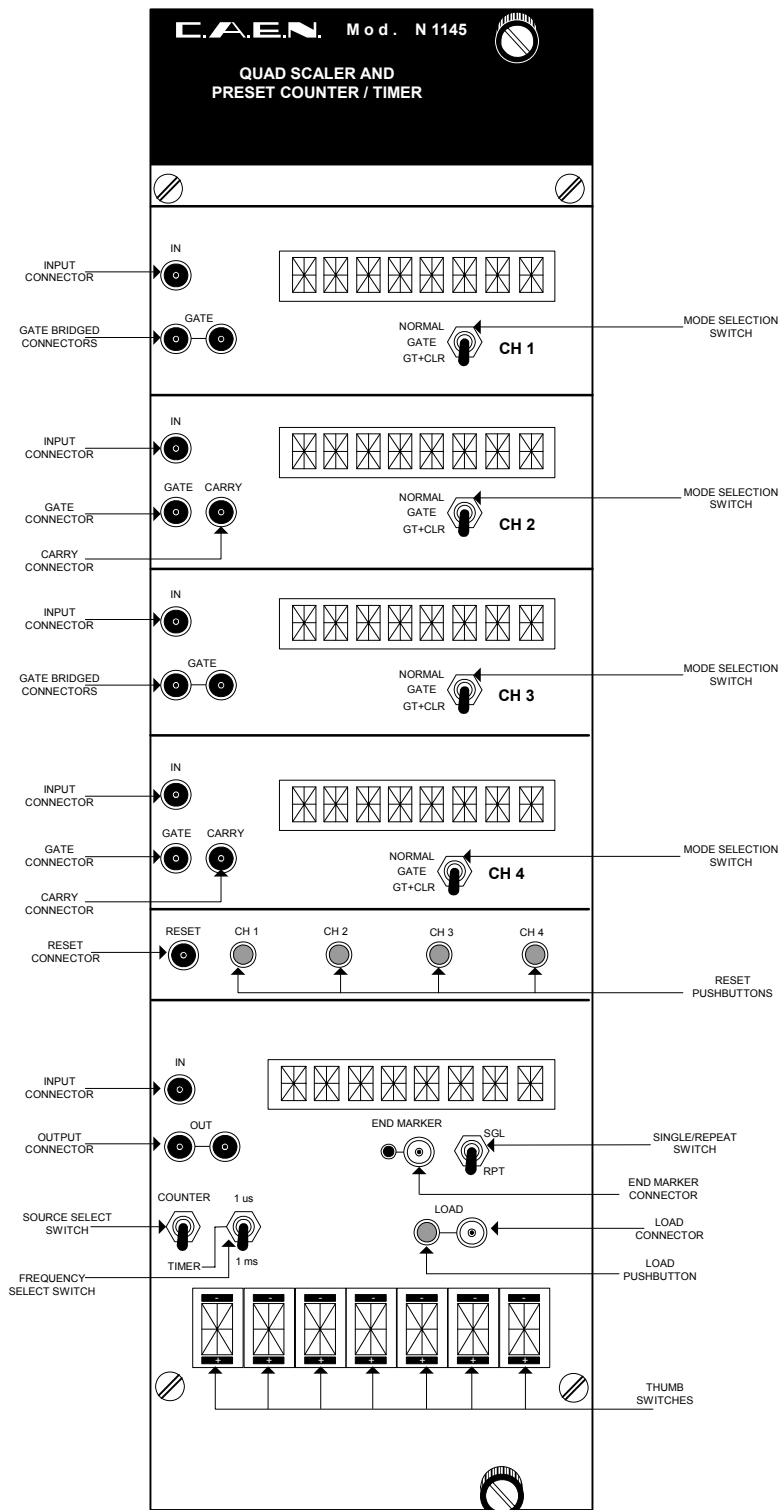 C.A.E.N. Mod. N 1145
QUAD SCALER AND
PRESET COUNTER / TIMER
IN
INPUT
CONNECTOR
GATE
GATE BRIDGED
CONNECTORS
NORMAL
GATE
GT+CLR
CH 1
MODE SELECTION
SWITCH
IN
INPUT
CONNECTOR
GATE CARRY
GATE
CONNECTOR
CARRY
CONNECTOR
NORMAL
GATE
GT+CLR
CH 2
MODE SELECTION
SWITCH
IN
INPUT
CONNECTOR
GATE
GATE BRIDGED
CONNECTORS
NORMAL
GATE
GT+CLR
CH 3
MODE SELECTION
SWITCH
IN
INPUT
CONNECTOR
GATE CARRY
GATE
CONNECTOR
CARRY
CONNECTOR
NORMAL
GATE
GT+CLR
CH 4
MODE SELECTION
SWITCH
RESET CH 1 CH 2 CH 3 CH 4
RESET
CONNECTOR
RESET
PUSHBUTTONS
IN
INPUT
CONNECTOR
OUT
OUTPUT
CONNECTOR
END MARKER
SGL
RPT
SINGLE/REPEAT
SWITCH
END MARKER
CONNECTOR
COUNTER
1 us
SOURCE SELECT
SWITCH
TIMER
1 ms
FREQUENCY
SELECT SWITCH
LOAD
LOAD
CONNECTOR
LOAD
PUSHBUTTON
- - - - - - -
+ + + + + + +
THUMB
SWITCHES